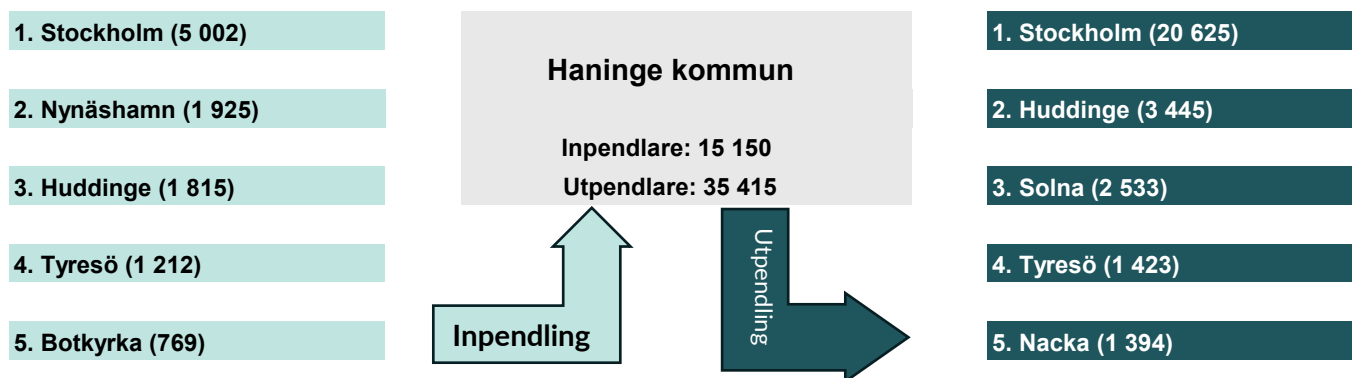 1. Stockholm (5 002)
2. Nynäshamn (1 925)
3. Huddinge (1 815)
4. Tyresö (1 212)
5. Botkyrka (769)
Haninge kommun
Inpendlare: 15 150
Utpendlare: 35 415
Inpendling
Utpendling
1. Stockholm (20 625)
2. Huddinge (3 445)
3. Solna (2 533)
4. Tyresö (1 423)
5. Nacka (1 394)